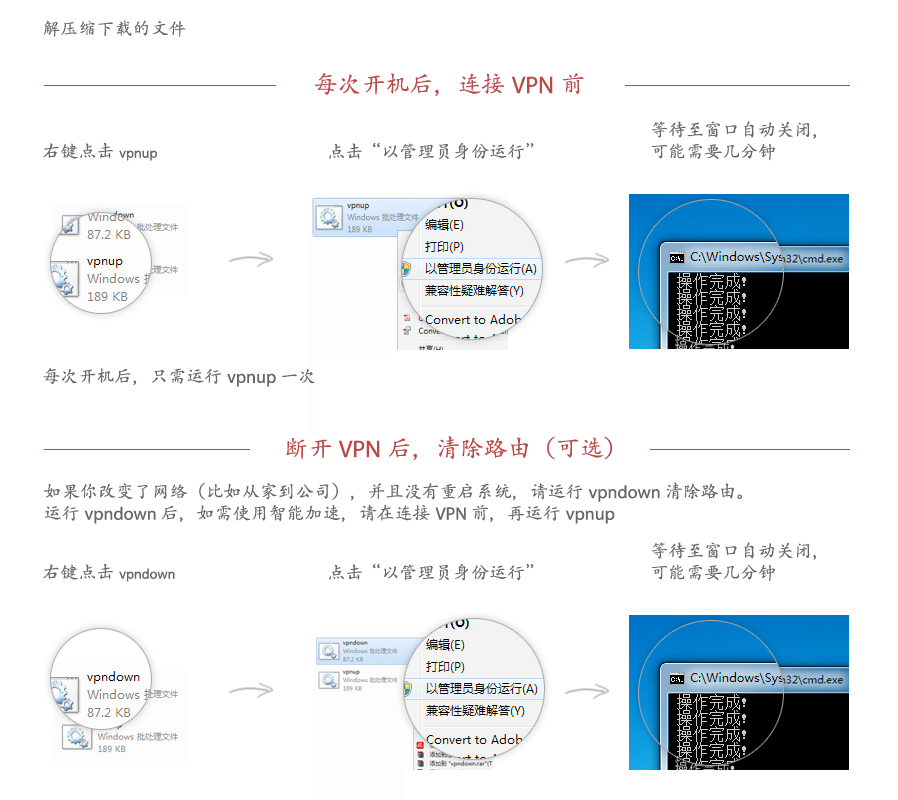 解压缩下载的文件
每次开机后，连接 VPN 前
右键点击 vpnup
点击“以管理员身份运行”
等待至窗口自动关闭，
可能需要几分钟
Windown
Windows 批处理文件
87.2 KB
vpnup
Windows 批处理文件
189 KB
vpnup
Windows 批处理文件
189 KB
编辑(E)
打印(P)
以管理员身份运行(A)
兼容性疑难解答(Y)
Convert to Adob
Conve
共享(H)
C:\Windows\Sys
n32\cmd.exe
操作完成!
操作完成!
操作完成!
操作完成!
操作完成!
每次开机后，只需运行 vpnup 一次
断开 VPN 后，清除路由（可选）
如果你改变了网络（比如从家到公司），并且没有重启系统，请运行 vpndown 清除路由。
运行 vpndown 后，如需使用智能加速，请在连接 VPN 前，再运行 vpnup
右键点击 vpndown
点击“以管理员身份运行”
等待至窗口自动关闭，
可能需要几分钟
vpndown
Windows 批处理文件
87.2 KB
Windows 批处理文件
189 KB
vpndown
Windows 批处理文件
87.2 KB
vpnup
Windows 批处理文件
189 KB
编辑(E)
打印(P)
以管理员身份运行(A)
兼容性疑难解答(Y)
Convert to Adob
添加到 "vpndown.rar"(T
C:\Windows\Sys
n32\cmd.exe
操作完成!
操作完成!
操作完成!
操作完成!
操作完成!